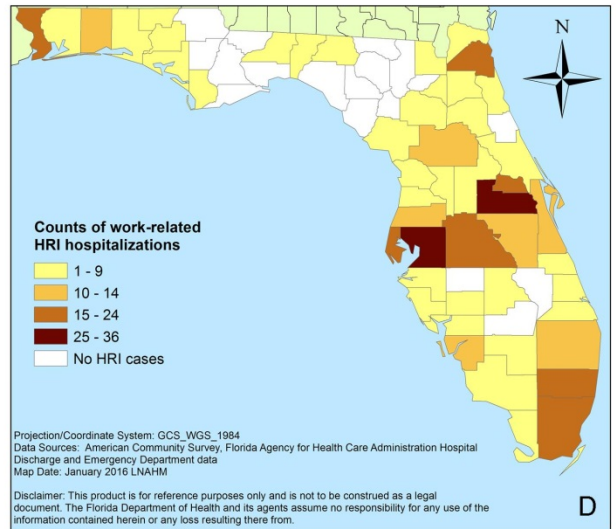 N
Counts of work-related
HRI hospitalizations
1 - 9
10 - 14
15 - 24
25 - 36
No HRI cases
Projection/Coordinate System: GCS_WGS_1984
Data Sources: American Community Survey, Florida Agency for Health Care Administration Hospital
Discharge and Emergency Department data
Map Date: January 2016 LNAHM
Disclaimer: This product is for reference purposes only and is not to be construed as a legal
document. The Florida Department of Health and its agents assume no responsibility for any use of the
information contained herein or any loss resulting there from.
D